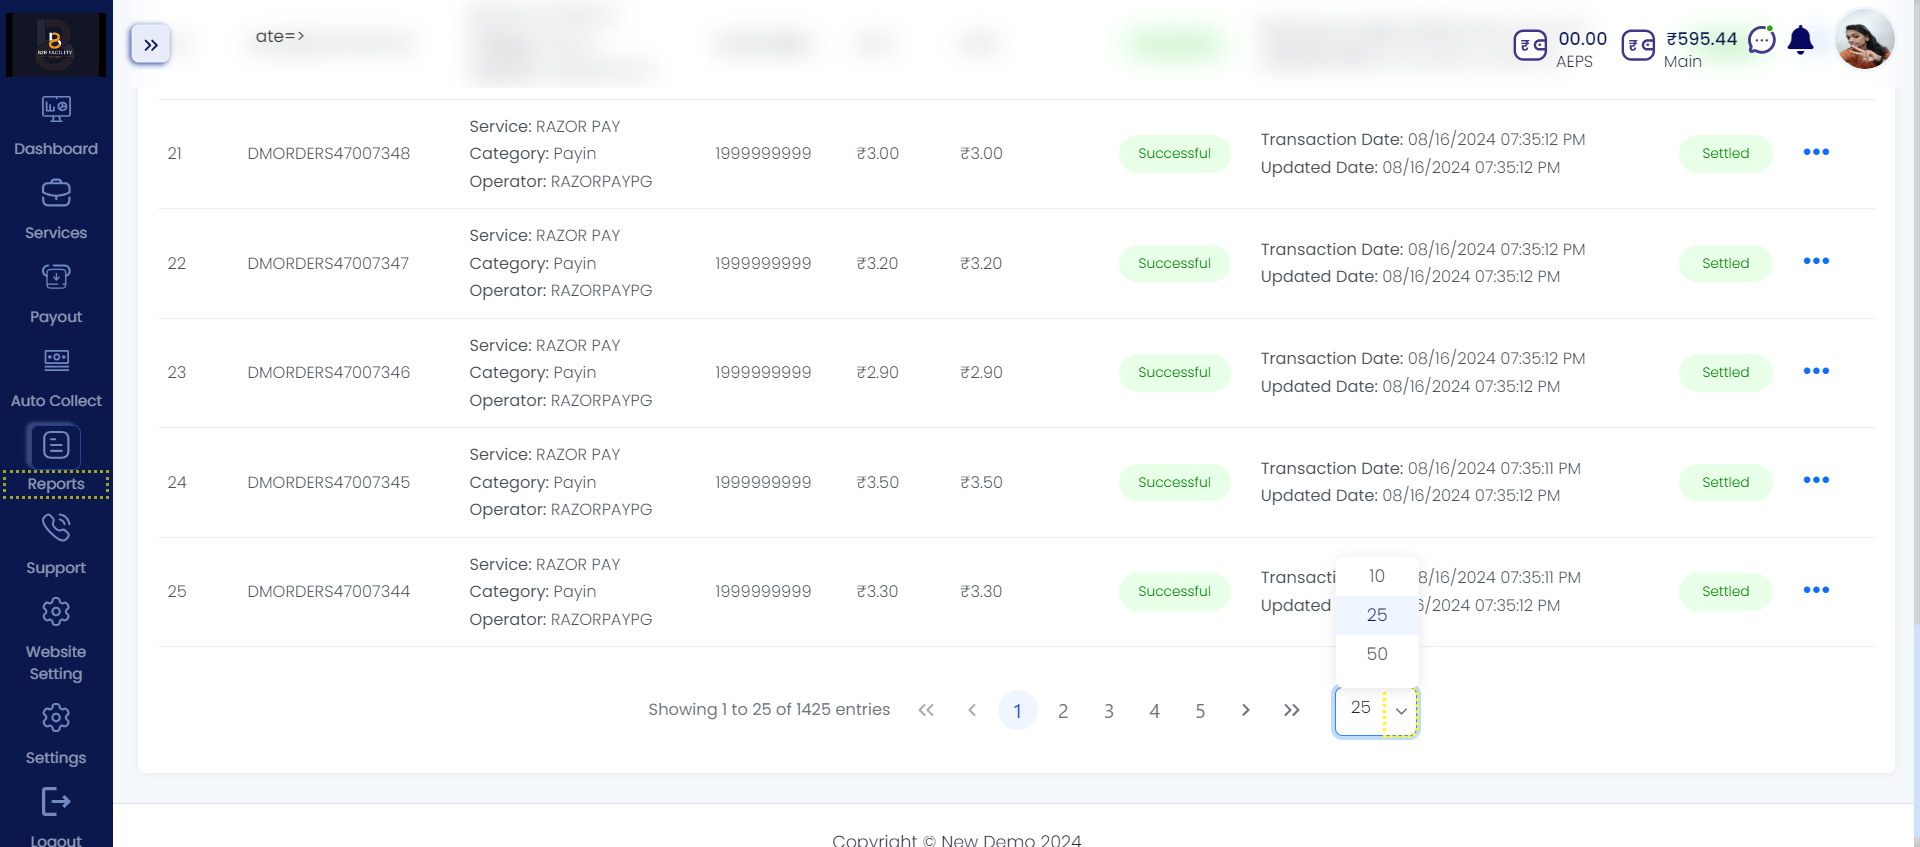 B2B FACILITY
ate=>
00.00
AEPS
₹595.44
Main
Dashboard
Services
Payout
Auto Collect
Reports
Support
Website
Setting
Settings
Logout
21
DMORDERS47007348
Service: RAZOR PAY
Category: Payin
Operator: RAZORPAYPG
1999999999
₹3.00
₹3.00
Successful
Transaction Date: 08/16/2024 07:35:12 PM
Updated Date: 08/16/2024 07:35:12 PM
Settled
22
DMORDERS47007347
Service: RAZOR PAY
Category: Payin
Operator: RAZORPAYPG
1999999999
₹3.20
₹3.20
Successful
Transaction Date: 08/16/2024 07:35:12 PM
Updated Date: 08/16/2024 07:35:12 PM
Settled
23
DMORDERS47007346
Service: RAZOR PAY
Category: Payin
Operator: RAZORPAYPG
1999999999
₹2.90
₹2.90
Successful
Transaction Date: 08/16/2024 07:35:12 PM
Updated Date: 08/16/2024 07:35:12 PM
Settled
24
DMORDERS47007345
Service: RAZOR PAY
Category: Payin
Operator: RAZORPAYPG
1999999999
₹3.50
₹3.50
Successful
Transaction Date: 08/16/2024 07:35:11 PM
Updated Date: 08/16/2024 07:35:12 PM
Settled
25
DMORDERS47007344
Service: RAZOR PAY
Category: Payin
Operator: RAZORPAYPG
1999999999
₹3.30
₹3.30
Successful
Transacti 8/16/2024 07:35:11 PM
Updated 6/2024 07:35:12 PM
Settled
10
25
50
Showing 1 to 25 of 1425 entries
1 2 3 4 5
25
Copyright © New Demo 2024